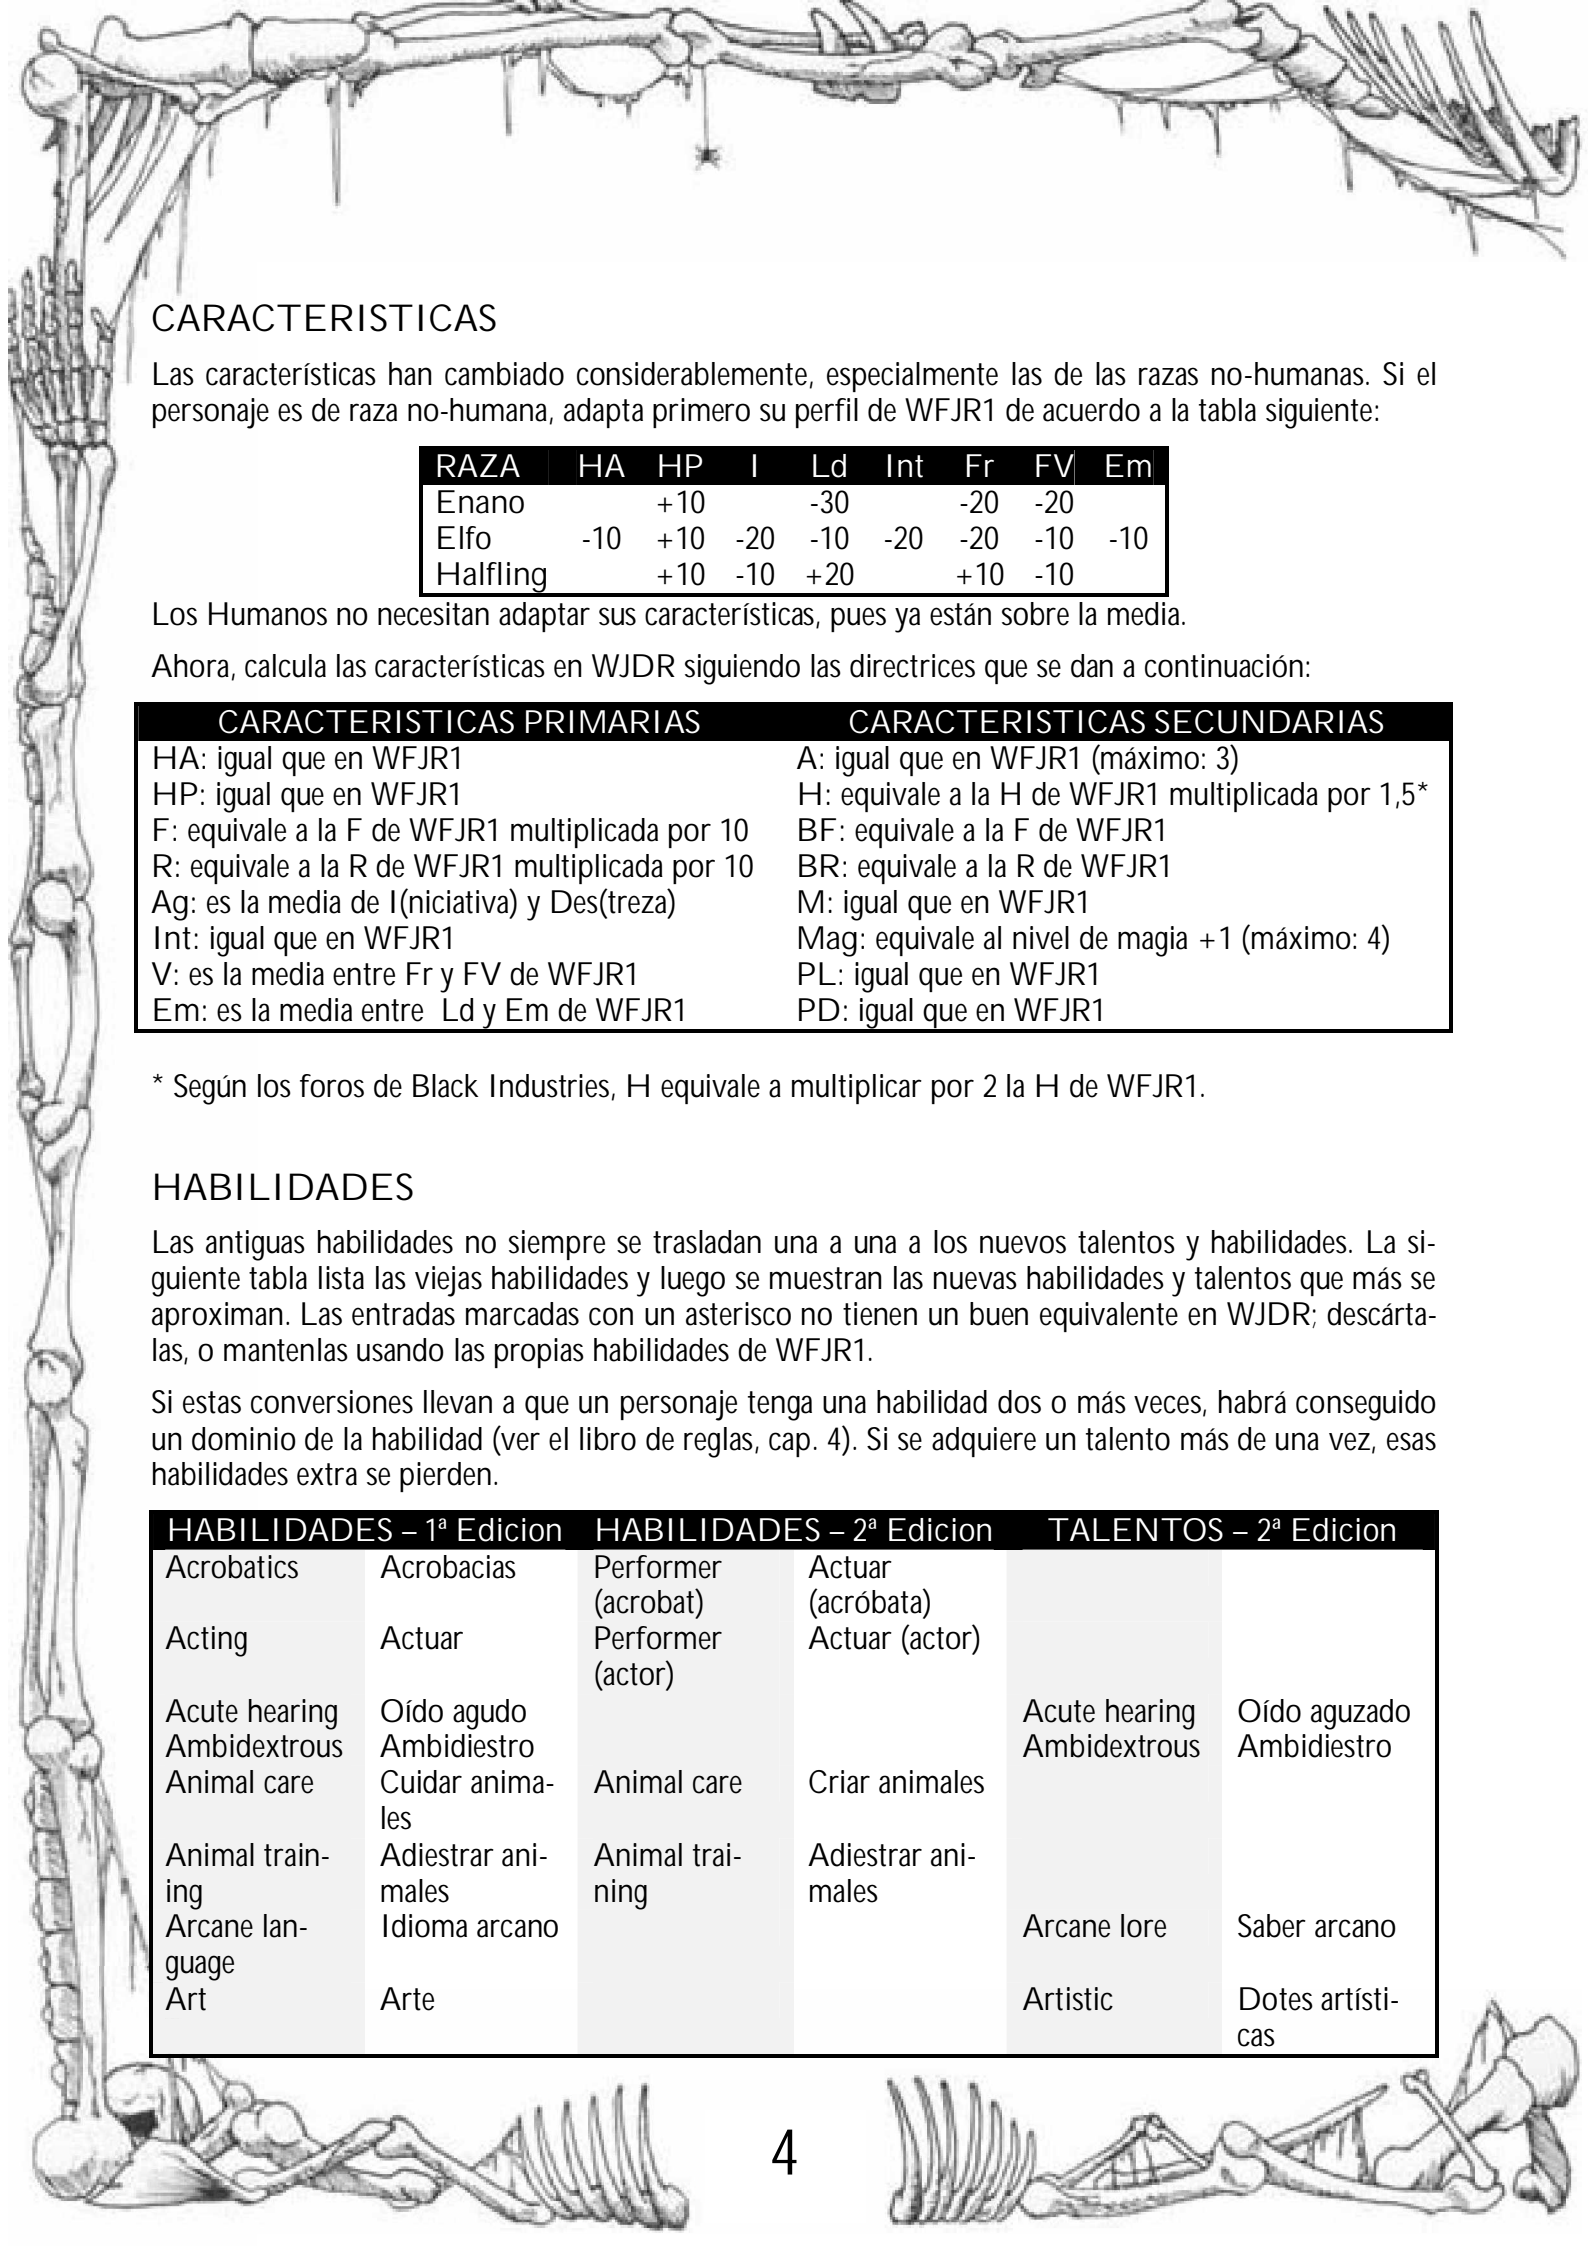 CARACTERISTICAS
Las características han cambiado considerablemente, especialmente las de las razas no-humanas. Si el
personaje es de raza no-humana, adapta primero su perfil de WFJR1 de acuerdo a la tabla siguiente:
RAZA HA HP I Ld Int Fr FV Em
Enano +10 -30 -20 -20
Elfo -10 +10 -20 -10 -20 -20 -10 -10
Halfling +10 -10 +20 +10 -10
Los Humanos no necesitan adaptar sus características, pues ya están sobre la media.
Ahora, calcula las características en WJDR siguiendo las directrices que se dan a continuación:
CARACTERISTICAS PRIMARIAS CARACTERISTICAS SECUNDARIAS
HA: igual que en WFJR1 A: igual que en WFJR1 (máximo: 3)
HP: igual que en WFJR1 H: equivale a la H de WFJR1 multiplicada por 1,5*
F: equivale a la F de WFJR1 multiplicada por 10 BF: equivale a la F de WFJR1
R: equivale a la R de WFJR1 multiplicada por 10 BR: equivale a la R de WFJR1
Ag: es la media de I(niciativa) y Des(treza) M: igual que en WFJR1
Int: igual que en WFJR1 Mag: equivale al nivel de magia +1 (máximo: 4)
V: es la media entre Fr y FV de WFJR1 PL: igual que en WFJR1
Em: es la media entre Ld y Em de WFJR1 PD: igual que en WFJR1
* Según los foros de Black Industries, H equivale a multiplicar por 2 la H de WFJR1.
HABILIDADES
Las antiguas habilidades no siempre se trasladan una a una a los nuevos talentos y habilidades. La si-
guiente tabla lista las viejas habilidades y luego se muestran las nuevas habilidades y talentos que más se
aproximan. Las entradas marcadas con un asterisco no tienen un buen equivalente en WJDR; descárta-
las, o mantenlas usando las propias habilidades de WFJR1.
Si estas conversiones llevan a que un personaje tenga una habilidad dos o más veces, habrá conseguido
un dominio de la habilidad (ver el libro de reglas, cap. 4). Si se adquiere un talento más de una vez, esas
habilidades extra se pierden.
HABILIDADES – 1ª Edicion HABILIDADES – 2ª Edicion TALENTOS – 2ª Edicion
Acrobatics Acrobacias Performer Actuar
(acrobat) (acróbata)
Acting Actuar Performer Actuar (actor)
(actor)
Acute hearing Oído agudo Acute hearing Oído aguzado
Ambidextrous Ambidiestro Ambidextrous Ambidiestro
Animal care Cuidar anima- Animal care Criar animales
les
Animal train- Adiestrar ani- Animal trai- Adiestrar ani-
ing males ning males
Arcane lan- Idioma arcano Arcane lore Saber arcano
guage
Art Arte Artistic Dotes artísti-
cas
4